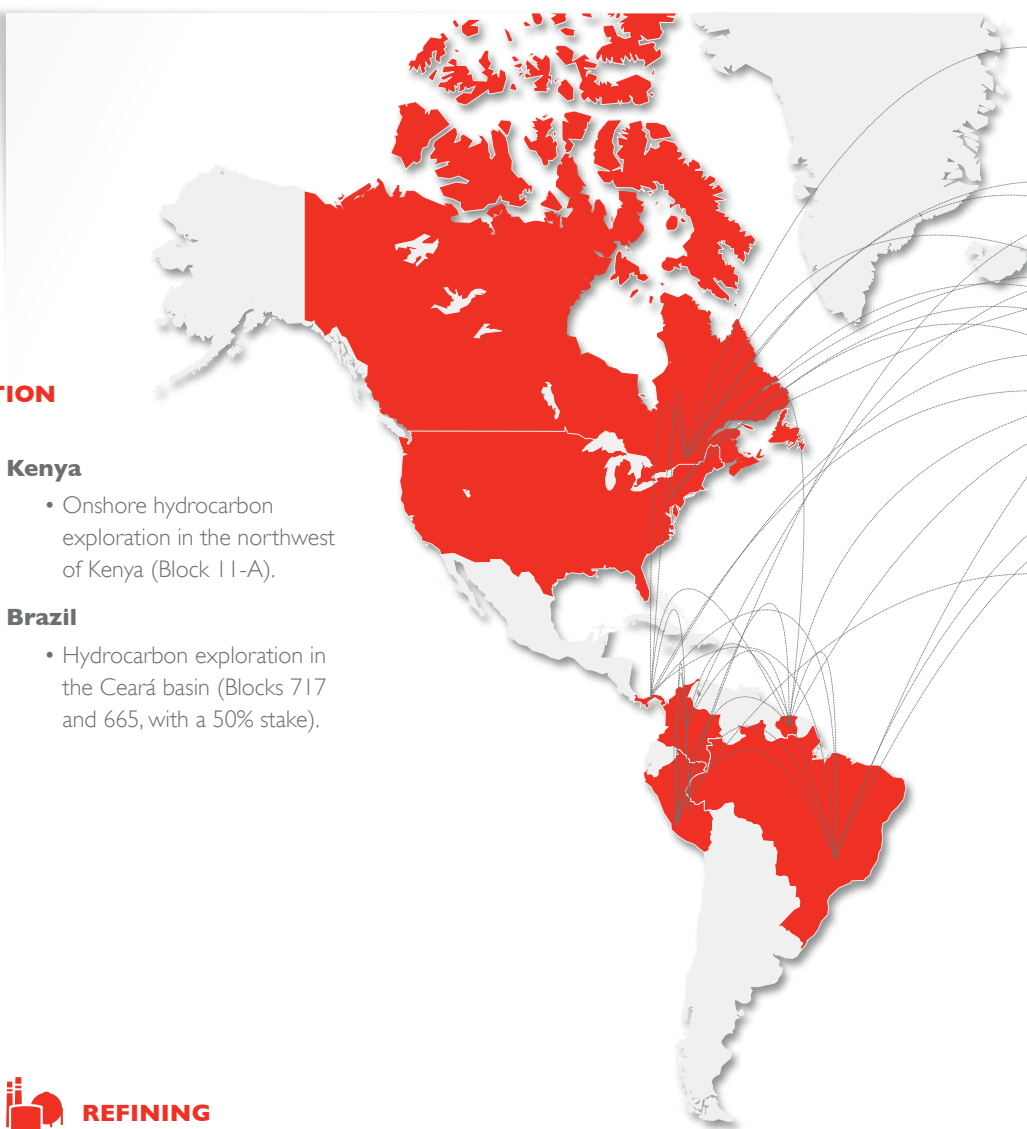 TION
Kenya
• Onshore hydrocarbon
exploration in the northwest
of Kenya (Block 11-A).
Brazil
• Hydrocarbon exploration in
the Ceará basin (Blocks 717
and 665, with a 50% stake).
REFINING